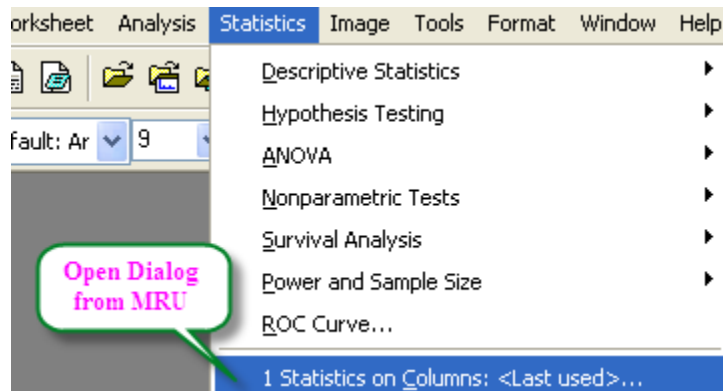 orksheet Analysis Statistics Image Tools Format Window Help
fault: Ar 9
Descriptive Statistics
Hypothesis Testing
ANOVA
Nonparametric Tests
Survival Analysis
Power and Sample Size
ROC Curve...
Open Dialog
from MRU
1 Statistics on Columns: <Last used>...